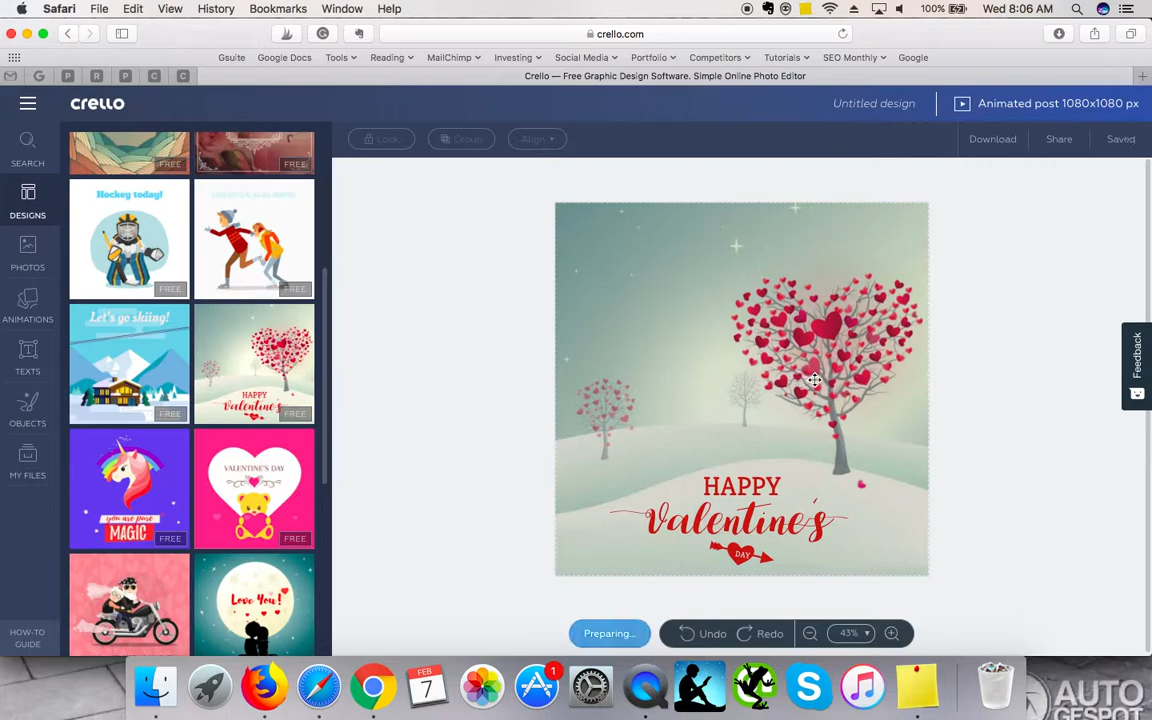 Safari File Edit View History Bookmarks Window Help 100% Wed 8:06 AM
crello.com
Gsuite Google Docs Tools Reading MailChimp Investing Social Media Portfolio Competitors Tutorials SEO Monthly Google
G P R P C C Crello — Free Graphic Design Software. Simple Online Photo Editor
crello Untitled design Animated post 1080x1080 px
Lock Group Align Download Share Saved
SEARCH
DESIGNS
PHOTOS
ANIMATIONS
TEXTS
OBJECTS
MY FILES
HOW-TO
GUIDE
FREE FREE
Hockey today!
FREE FREE
Let's go skiing!
HAPPY
Valentine's
FREE FREE
VALENTINE'S DAY
you are pure
MAGIC
FREE FREE
Love You!
HAPPY
Valentine's
DAY
Feedback
Preparing... Undo Redo 43%
FEB
7
1
AUTO
GESPOT